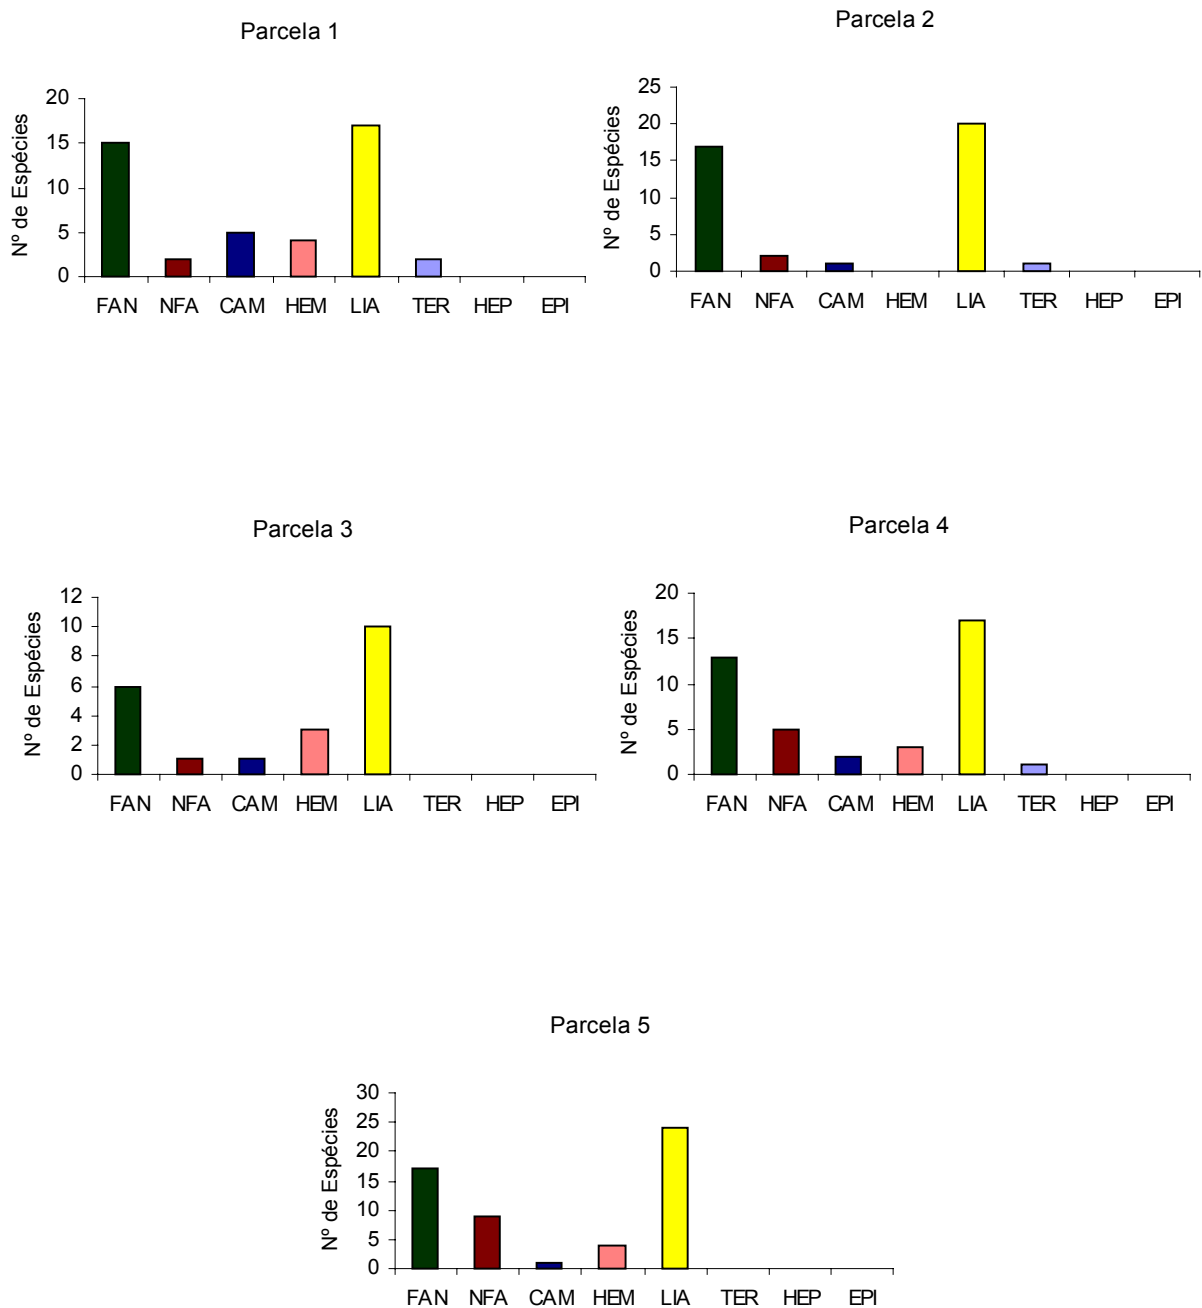 Parcela 1
Nº de Espécies
20
15
10
5
0
FAN NFA CAM HEM LIA TER HEP EPI
Parcela 2
Nº de Espécies
25
20
15
10
5
0
FAN NFA CAM HEM LIA TER HEP EPI
Parcela 3
Nº de Espécies
12
10
8
6
4
2
0
FAN NFA CAM HEM LIA TER HEP EPI
Parcela 4
Nº de Espécies
20
15
10
5
0
FAN NFA CAM HEM LIA TER HEP EPI
Parcela 5
Nº de Espécies
30
25
20
15
10
5
0
FAN NFA CAM HEM LIA TER HEP EPI